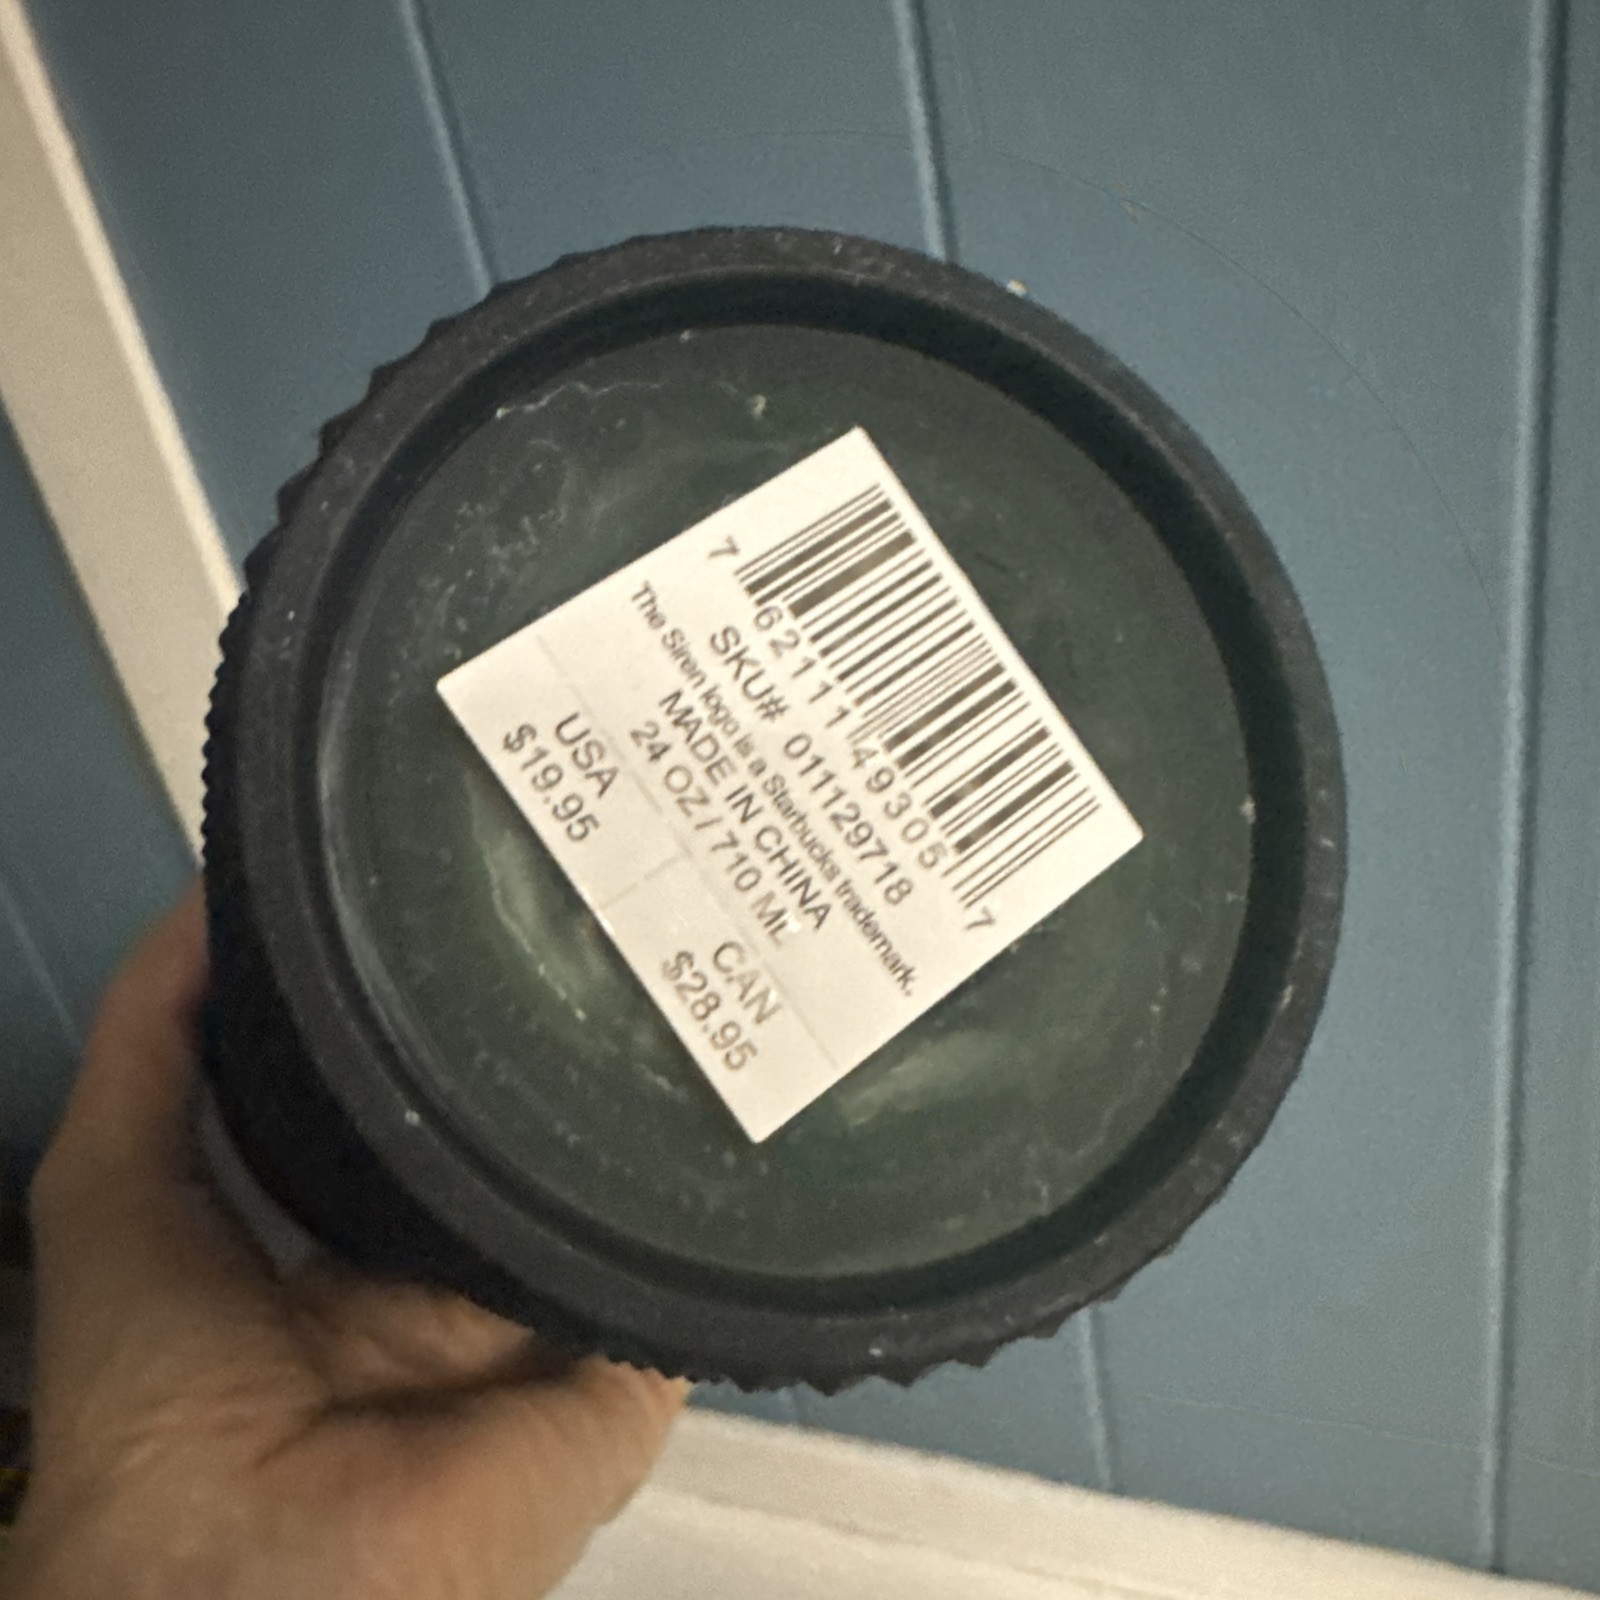 7 62111 49305 7
SKU# 011129718
The Siren logo is a Starbucks trademark.
MADE IN CHINA
24 OZ / 710 ML
USA CAN
$19.95 $28.95